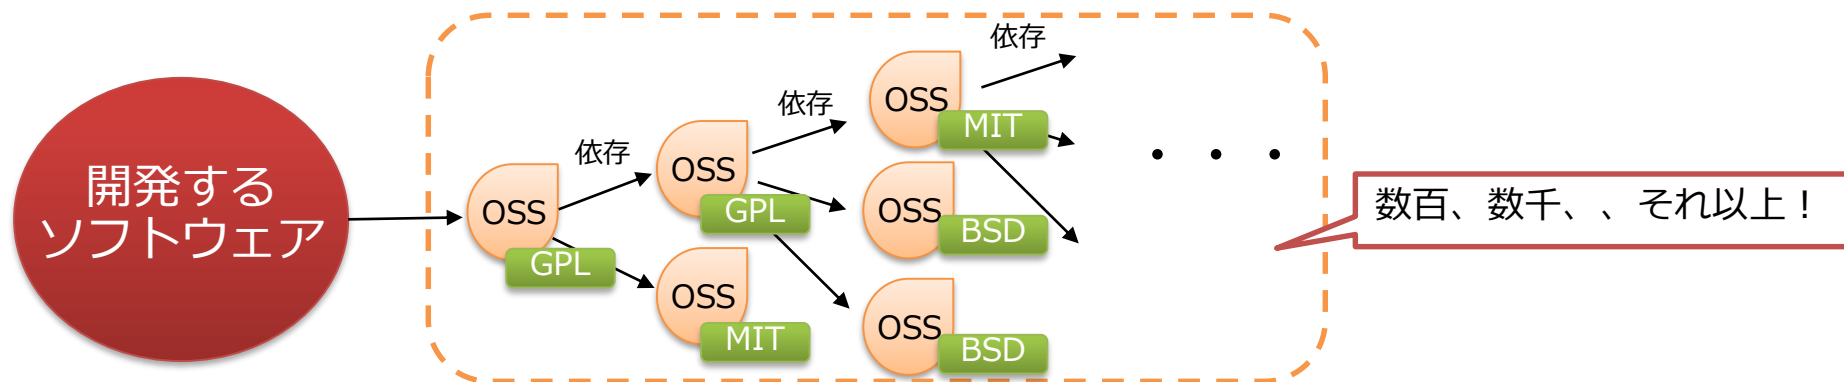 開発する
ソフトウェア
OSS
GPL
依存
OSS
GPL
OSS
MIT
依存
OSS
MIT
依存
OSS
BSD
OSS
BSD
・・・
数百、数千、、それ以上！